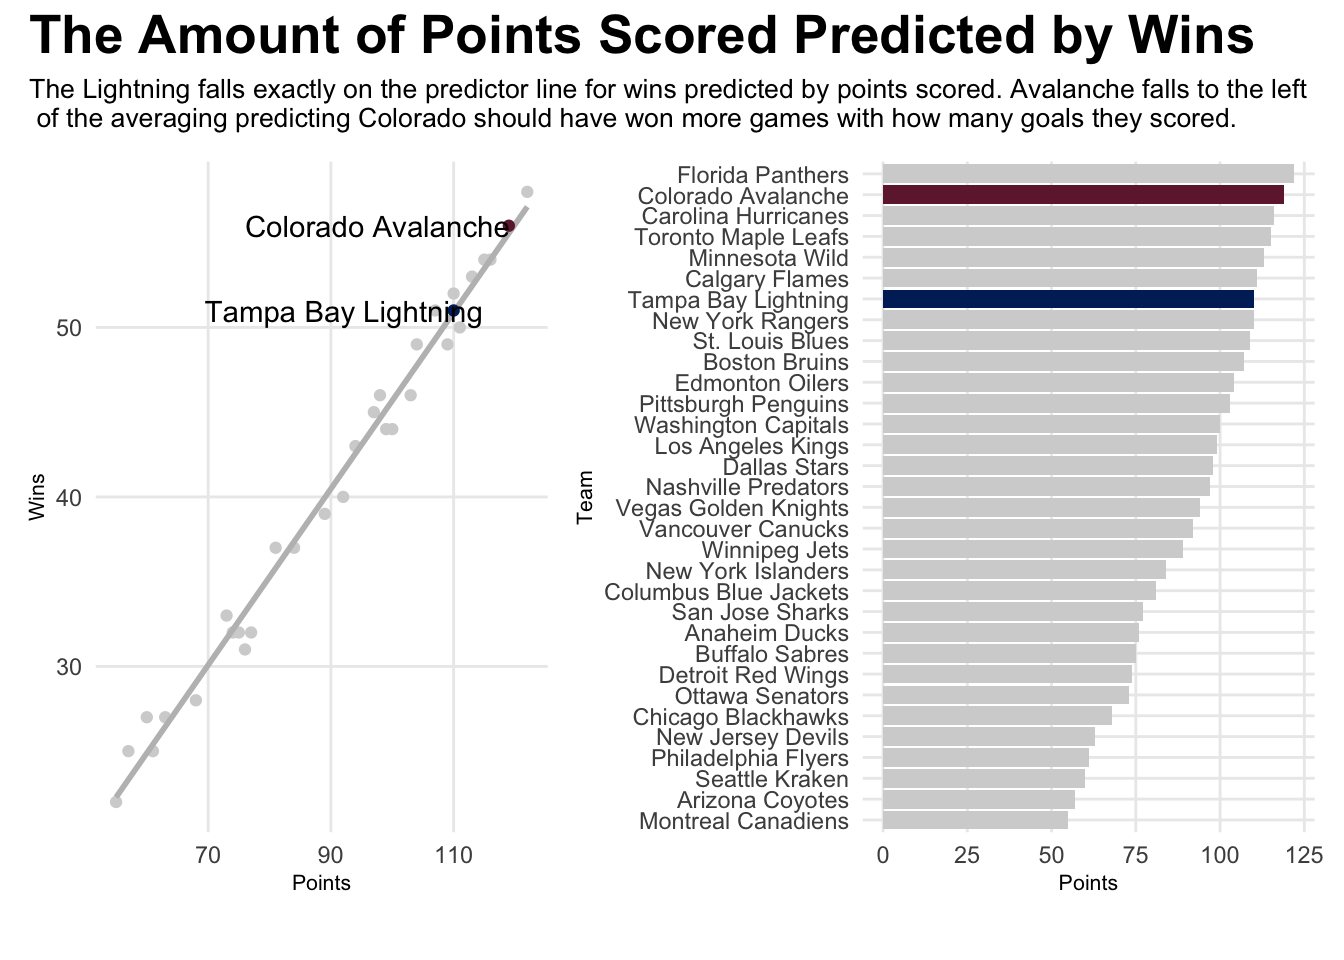 The Amount of Points Scored Predicted by Wins
The Lightning falls exactly on the predictor line for wins predicted by points scored. Avalanche falls to the left
of the averaging predicting Colorado should have won more games with how many goals they scored.
Colorado Avalanche
Tampa Bay Lightning
Wins
50
40
30
70 90 110
Points
Team
Florida Panthers
Colorado Avalanche
Carolina Hurricanes
Toronto Maple Leafs
Minnesota Wild
Calgary Flames
Tampa Bay Lightning
New York Rangers
St. Louis Blues
Boston Bruins
Edmonton Oilers
Pittsburgh Penguins
Washington Capitals
Los Angeles Kings
Dallas Stars
Nashville Predators
Vegas Golden Knights
Vancouver Canucks
Winnipeg Jets
New York Islanders
Columbus Blue Jackets
San Jose Sharks
Anaheim Ducks
Buffalo Sabres
Detroit Red Wings
Ottawa Senators
Chicago Blackhawks
New Jersey Devils
Philadelphia Flyers
Seattle Kraken
Arizona Coyotes
Montreal Canadiens
0 25 50 75 100 125
Points